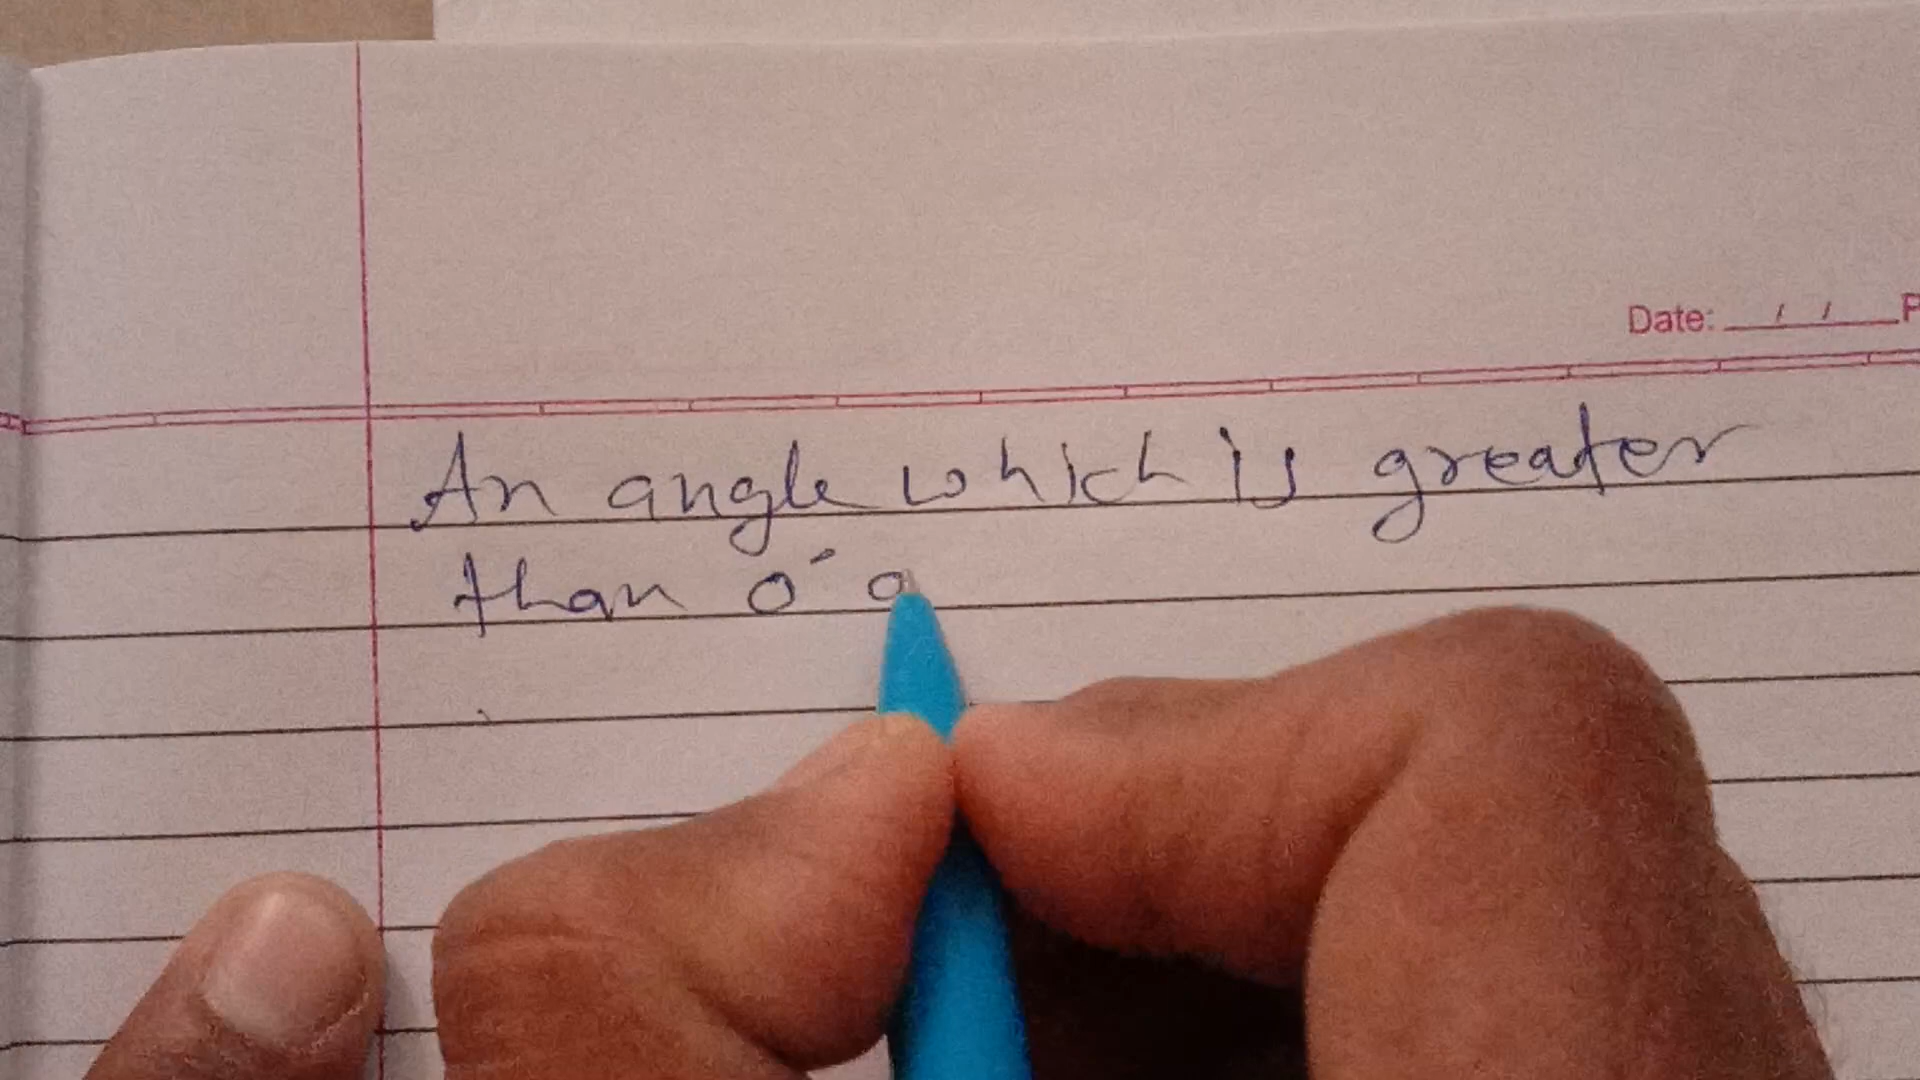 Date: / / P
An angle which is greater
than 0° a